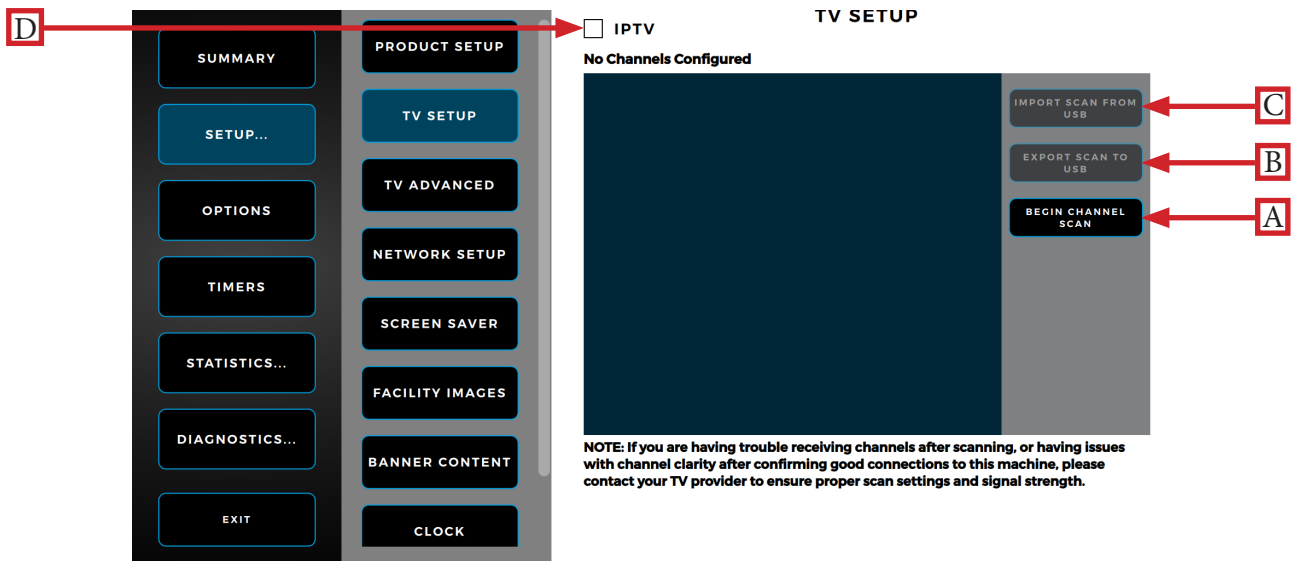 D
SUMMARY
SETUP...
OPTIONS
TIMERS
STATISTICS...
DIAGNOSTICS...
EXIT
PRODUCT SETUP
TV SETUP
TV ADVANCED
NETWORK SETUP
SCREEN SAVER
FACILITY IMAGES
BANNER CONTENT
CLOCK
TV SETUP
IPTV
No Channels Configured
IMPORT SCAN FROM
USB
C
EXPORT SCAN TO
USB
B
BEGIN CHANNEL
SCAN
A
NOTE: If you are having trouble receiving channels after scanning, or having issues
with channel clarity after confirming good connections to this machine, please
contact your TV provider to ensure proper scan settings and signal strength.